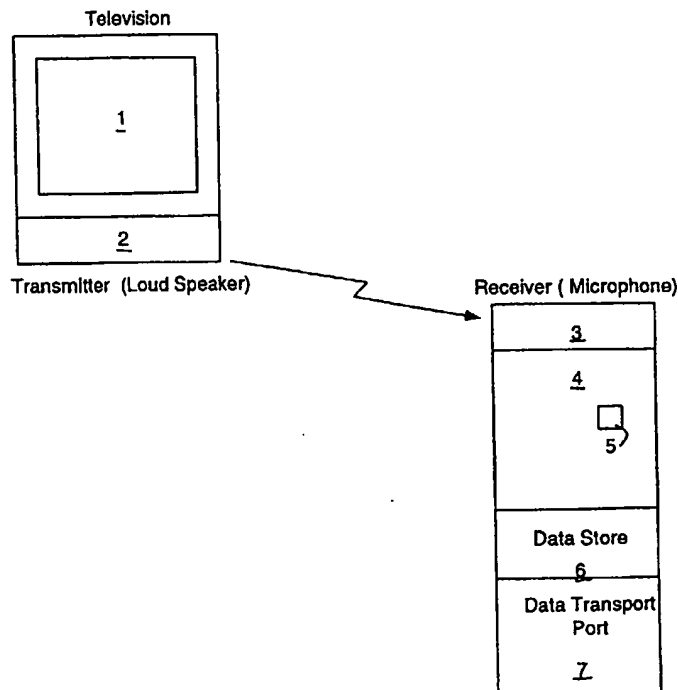 Television
1
2
Transmitter (Loud Speaker)
Receiver ( Microphone)
3
4
5
Data Store
6
Data Transport
Port
7